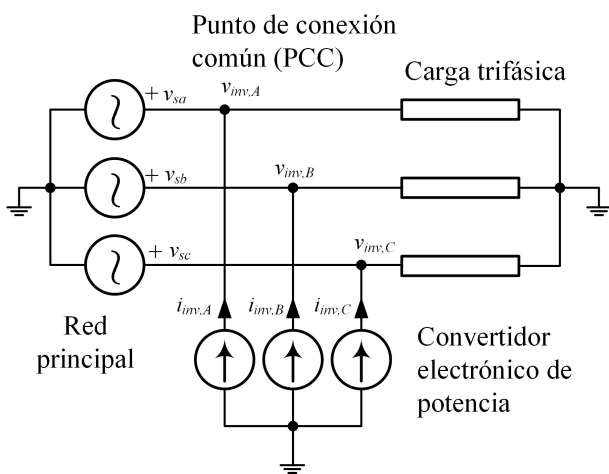 Punto de conexión
común (PCC)
Carga trifásica
+ v_sa
v_inv,A
+ v_sb
v_inv,B
+ v_sc
v_inv,C
i_inv,A
i_inv,B
i_inv,C
Red
principal
Convertidor
electrónico de
potencia